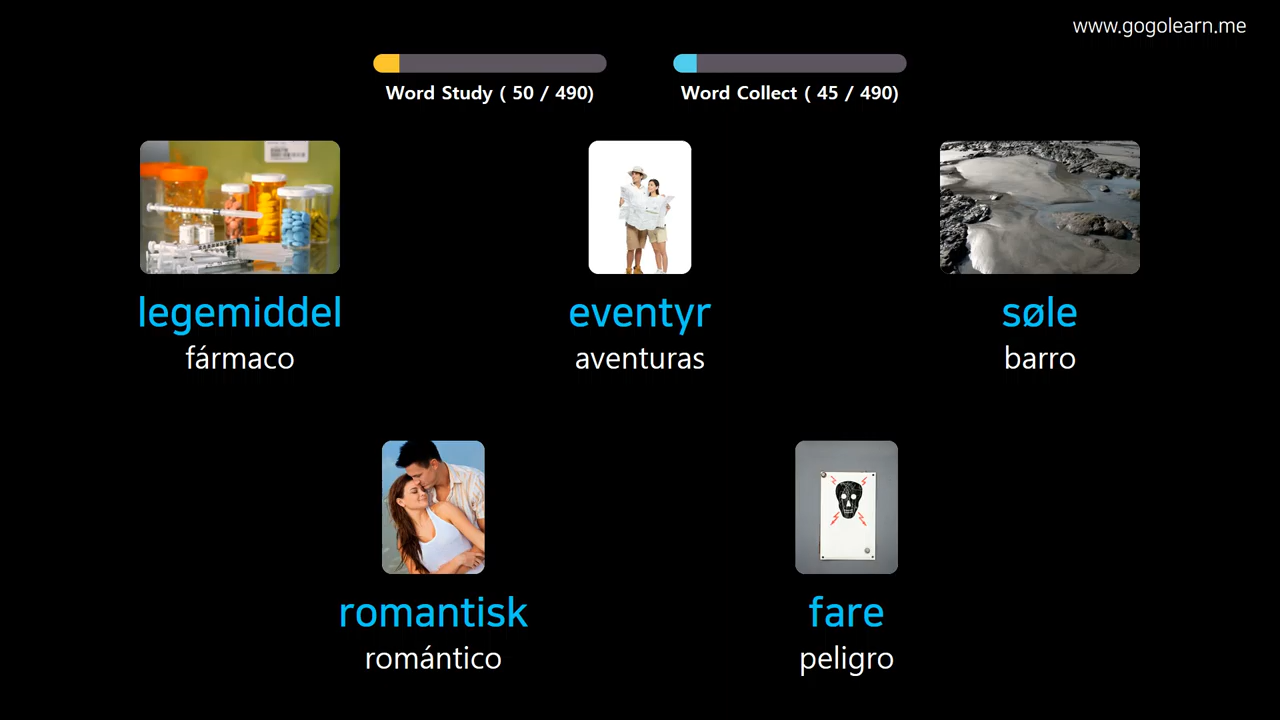 www.gogolearn.me
Word Study ( 50 / 490)
Word Collect ( 45 / 490)
legemiddel
fármaco
eventyr
aventuras
søle
barro
romantisk
romántico
fare
peligro